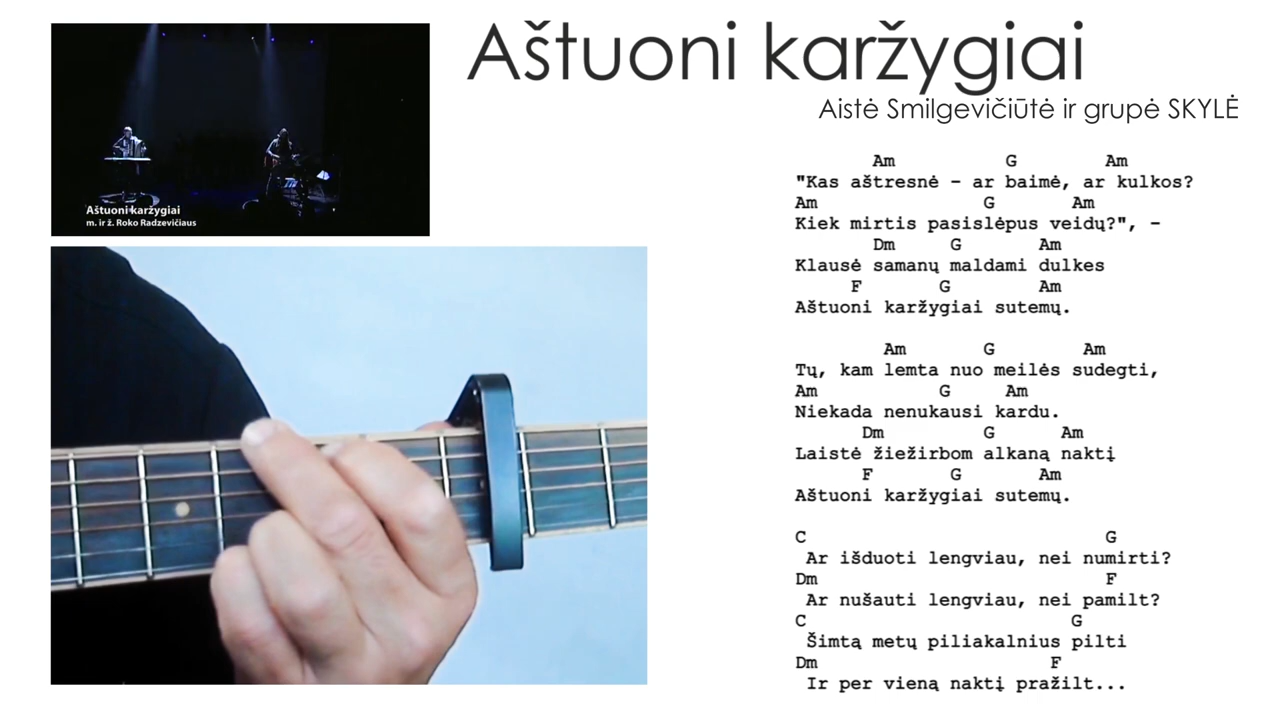 Aštuoni karžygiai
Aistė Smilgevičiūtė ir grupė SKYLĖ
Aštuoni karžygiai
m. ir ž. Roko Radzevičiaus
Am G Am
"Kas aštresnė – ar baimė, ar kulkos?
Am G Am
Kiek mirtis pasislėpus veidų?", –
Dm G Am
Klausė samanų maldami dulkes
F G Am
Aštuoni karžygiai sutemų.
Am G Am
Tų, kam lemta nuo meilės sudegti,
Am G Am
Niekada nenukausi kardu.
Dm G Am
Laistė žiežirbom alkaną naktį
F G Am
Aštuoni karžygiai sutemų.
C G
Ar išduoti lengviau, nei numirti?
Dm F
Ar nušauti lengviau, nei pamilt?
C G
Šimtą metų piliakalnius pilti
Dm F
Ir per vieną naktį pražilt...